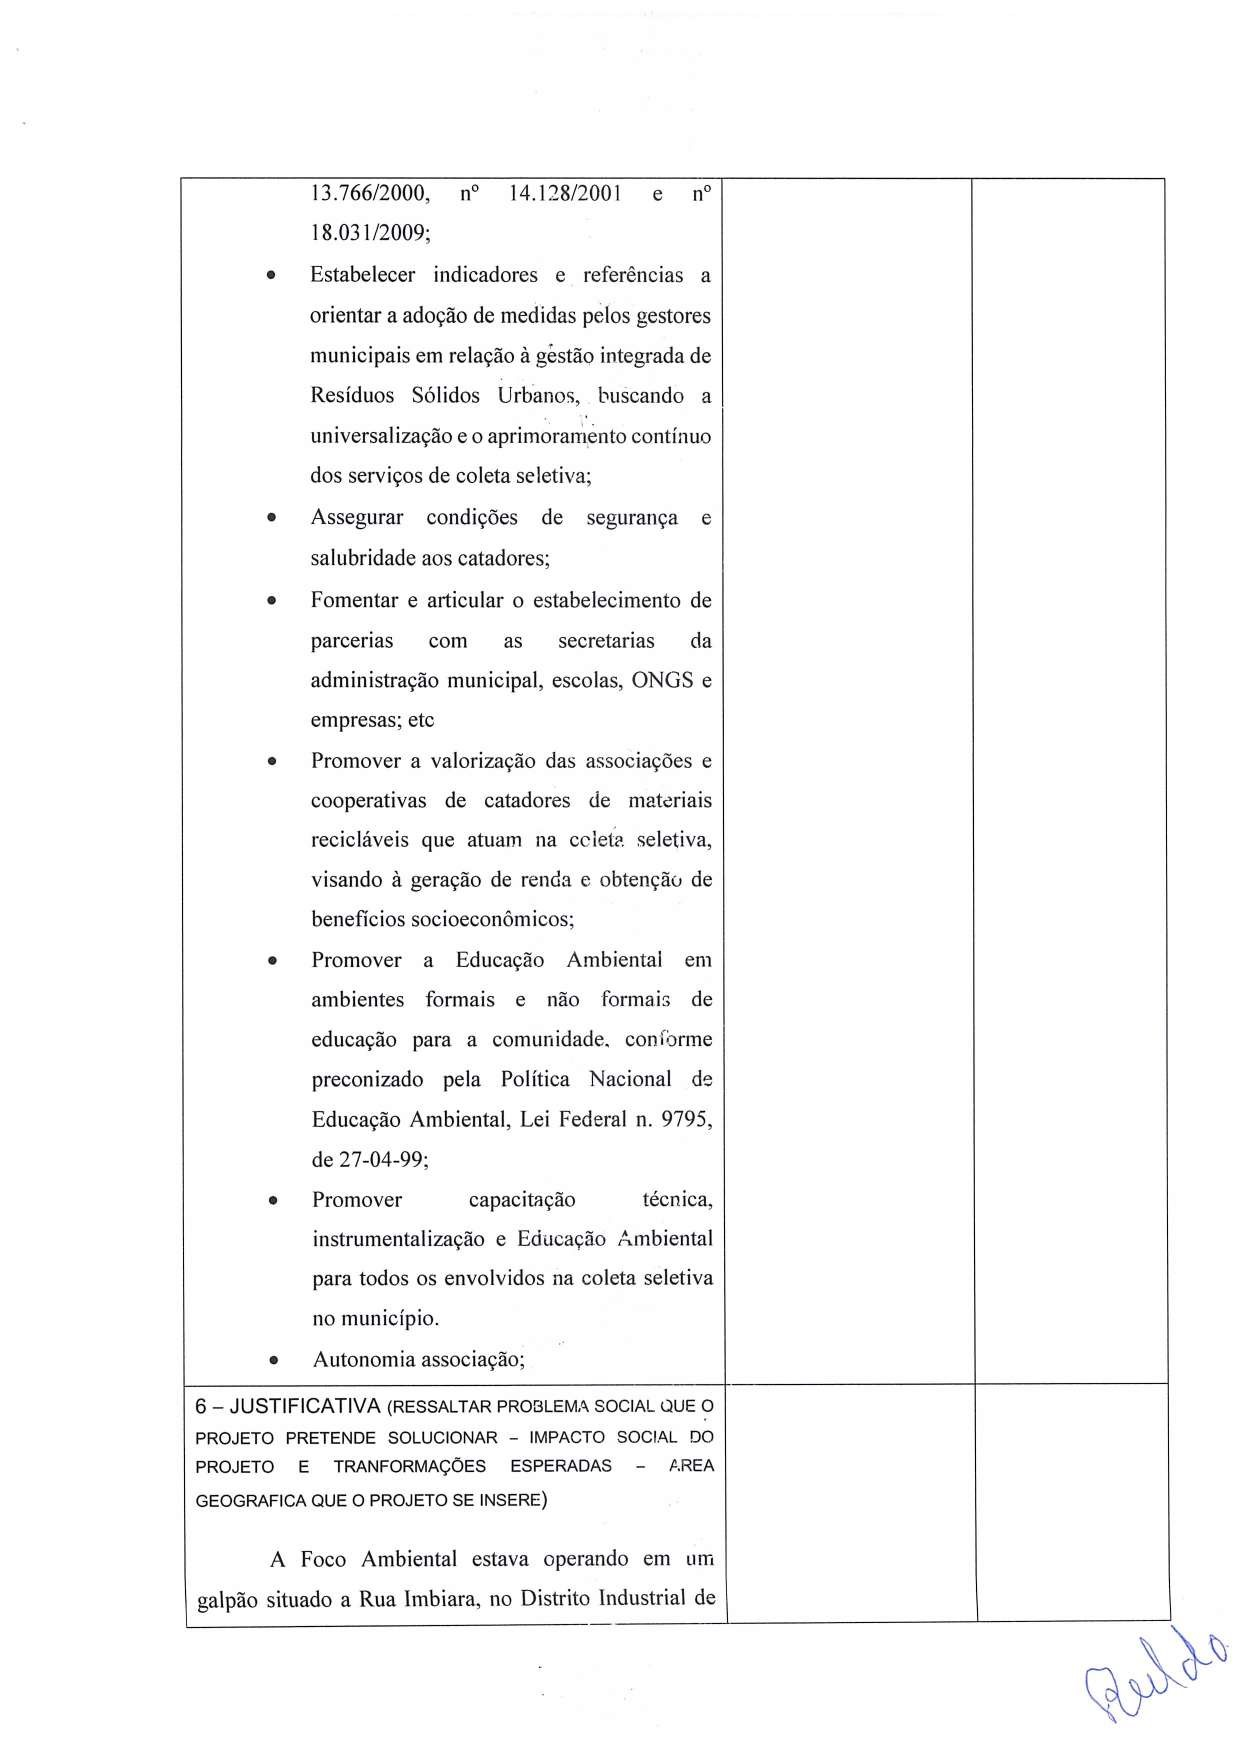 13.766/2000, nº 14.128/2001 e nº
18.031/2009;
• Estabelecer indicadores e referências a
orientar a adoção de medidas pelos gestores
municipais em relação à gestão integrada de
Resíduos Sólidos Urbanos, buscando a
universalização e o aprimoramento contínuo
dos serviços de coleta seletiva;
• Assegurar condições de segurança e
salubridade aos catadores;
• Fomentar e articular o estabelecimento de
parcerias com as secretarias da
administração municipal, escolas, ONGS e
empresas; etc
• Promover a valorização das associações e
cooperativas de catadores de materiais
recicláveis que atuam na coleta seletiva,
visando à geração de renda e obtenção de
benefícios socioeconômicos;
• Promover a Educação Ambiental em
ambientes formais e não formais de
educação para a comunidade, conforme
preconizado pela Política Nacional de
Educação Ambiental, Lei Federal n. 9795,
de 27-04-99;
• Promover capacitação técnica,
instrumentalização e Educação Ambiental
para todos os envolvidos na coleta seletiva
no município.
• Autonomia associação;
6 – JUSTIFICATIVA (RESSALTAR PROBLEMA SOCIAL QUE O
PROJETO PRETENDE SOLUCIONAR – IMPACTO SOCIAL DO
PROJETO E TRANFORMAÇÕES ESPERADAS – AREA
GEOGRAFICA QUE O PROJETO SE INSERE)
A Foco Ambiental estava operando em um
galpão situado a Rua Imbiara, no Distrito Industrial de